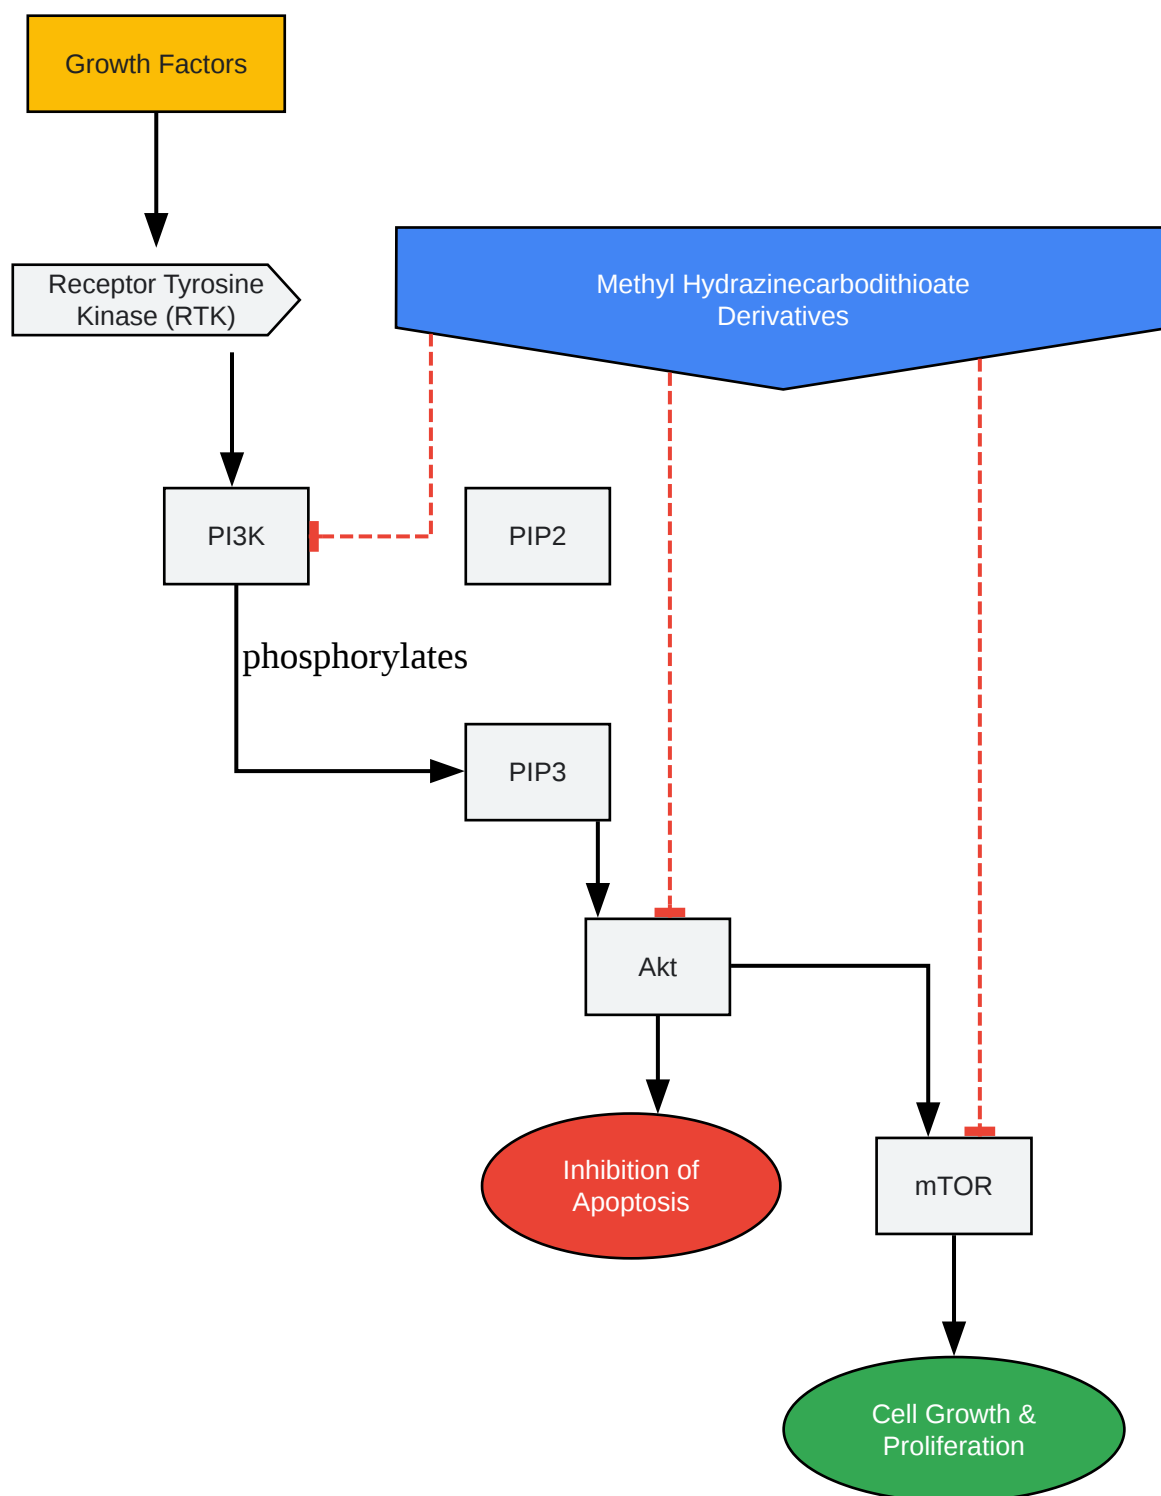 Growth Factors
Receptor Tyrosine
Kinase (RTK)
Methyl Hydrazinecarbodithioate
Derivatives
PI3K
PIP2
phosphorylates
PIP3
Akt
Inhibition of
Apoptosis
mTOR
Cell Growth &
Proliferation